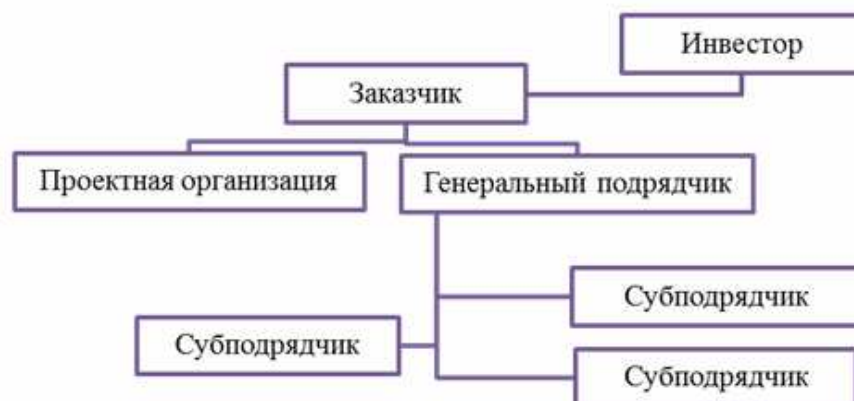 Инвестор
Заказчик
Проектная организация
Генеральный подрядчик
Субподрядчик
Субподрядчик
Субподрядчик